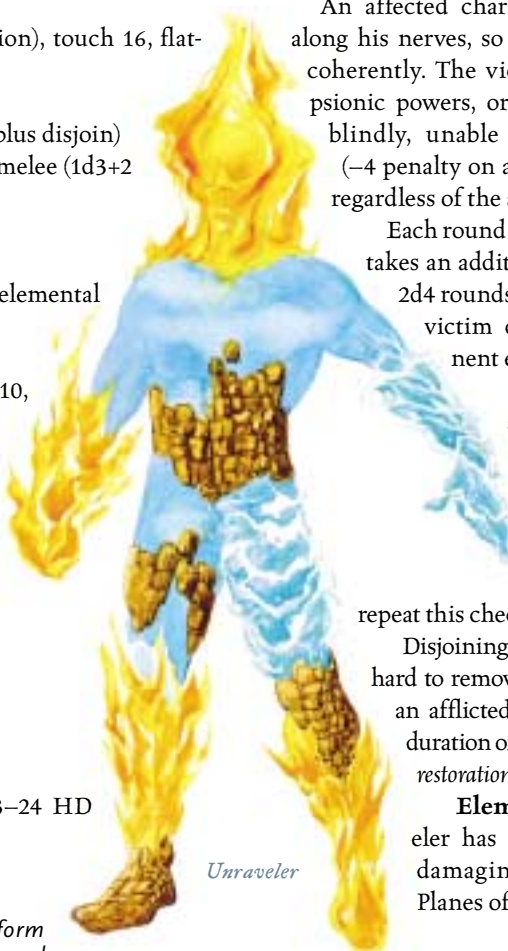 ion), touch 16, flat-
plus disjoin)
melee (1d3+2
elemental
10,
–24 HD
form
An affected char
along his nerves, so
coherently. The vi
psionic powers, or
blindly, unable
(–4 penalty on a
regardless of the
Each round
takes an addit
2d4 rounds
victim
nent e
repeat this chec
Disjoining
hard to remov
an afflicted
duration o
restoration
Elem
eler has
damagin
Planes of
Unraveler